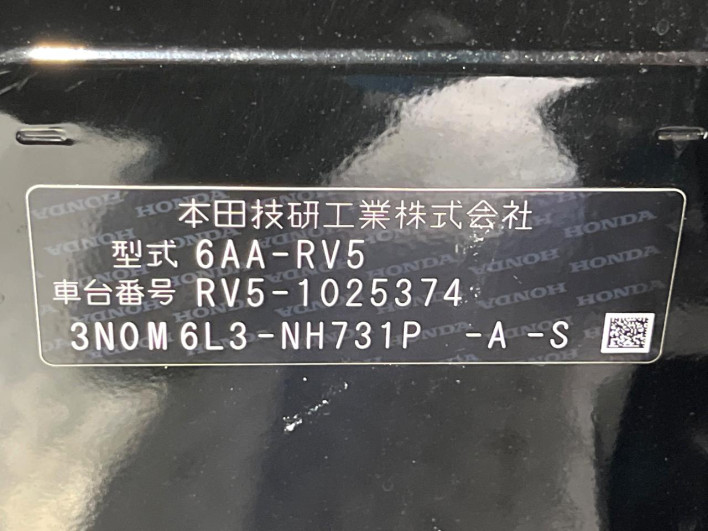 本田技研工業株式会社
型式 6AA-RV5
車台番号 RV5-1025374
3N0M6L3-NH731P -A -S